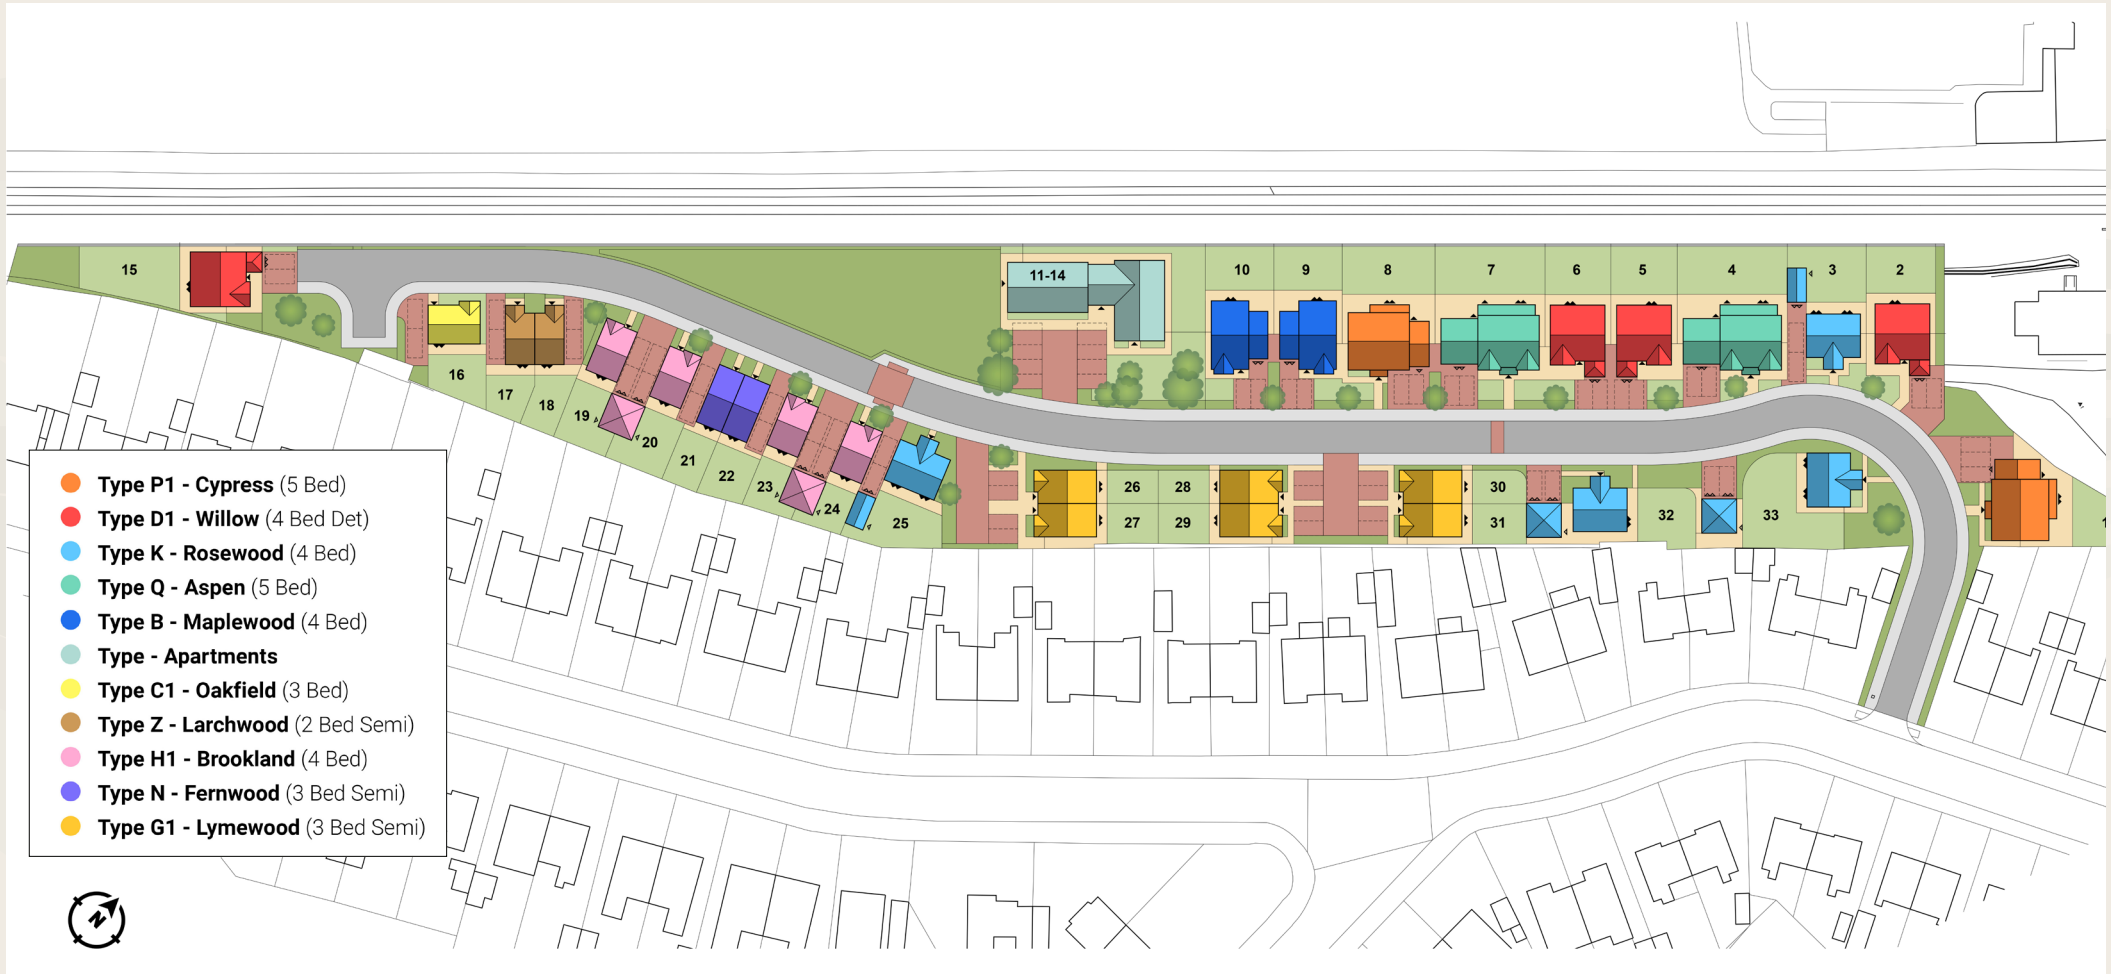 15
11-14
10
9
8
7
6
5
4
3
2
16
17
18
19
20
21
22
23
24
25
26
28
27
29
30
31
32
33
Type P1 - Cypress (5 Bed)
Type D1 - Willow (4 Bed Det)
Type K - Rosewood (4 Bed)
Type Q - Aspen (5 Bed)
Type B - Maplewood (4 Bed)
Type - Apartments
Type C1 - Oakfield (3 Bed)
Type Z - Larchwood (2 Bed Semi)
Type H1 - Brookland (4 Bed)
Type N - Fernwood (3 Bed Semi)
Type G1 - Lymewood (3 Bed Semi)
N